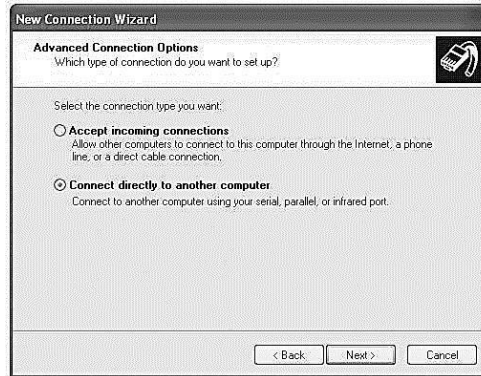 New Connection Wizard
Advanced Connection Options
Which type of connection do you want to set up?
Select the connection type you want:
Accept incoming connections
Allow other computers to connect to this computer through the Internet, a phone
line, or a direct cable connection.
Connect directly to another computer
Connect to another computer using your serial, parallel, or infrared port.
< Back
Next >
Cancel